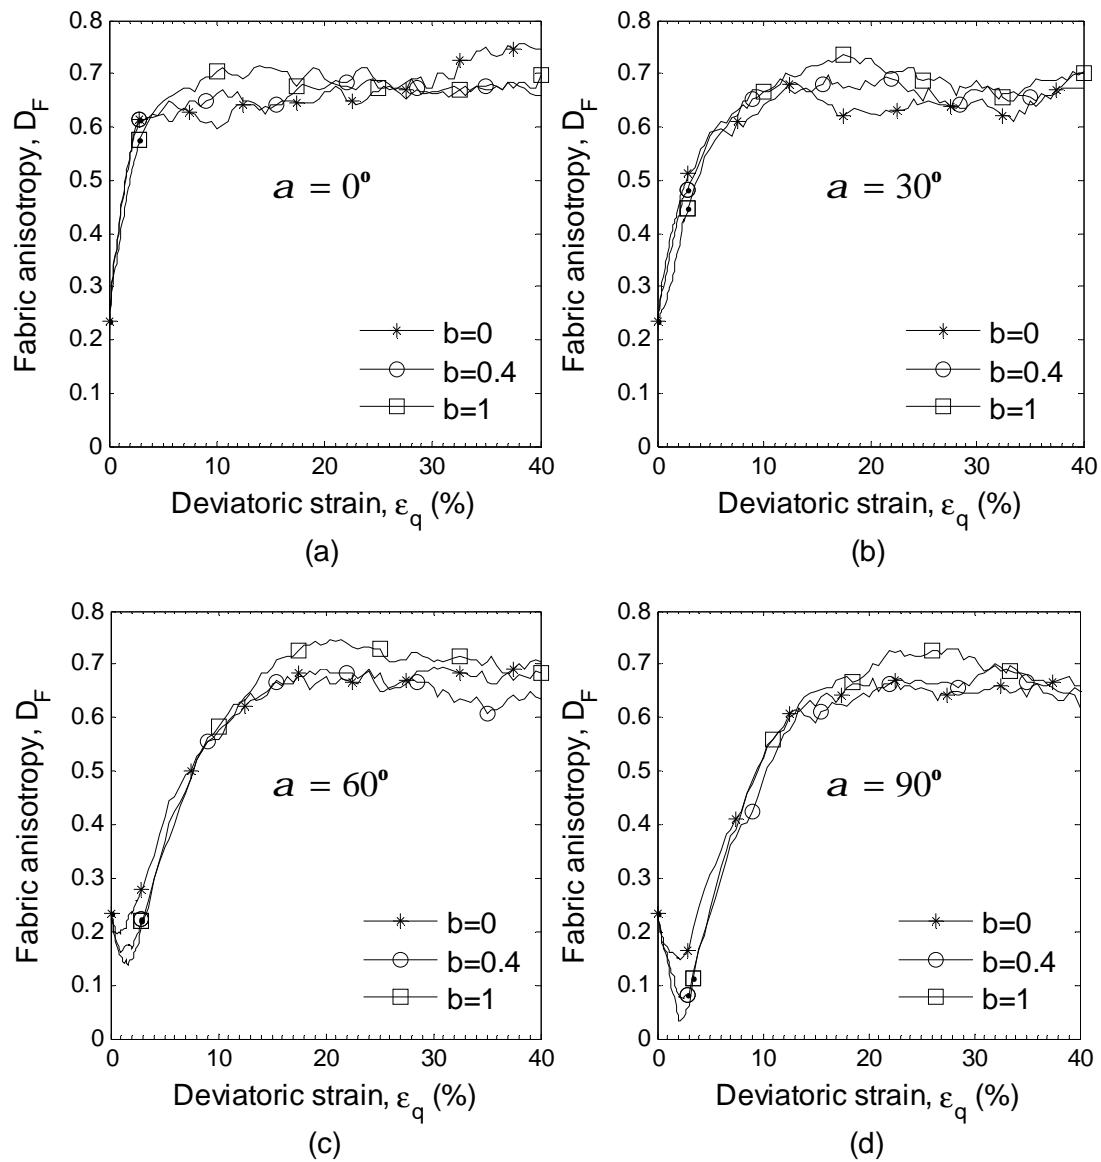 0.8
0.7
0.6
0.5
0.4
0.3
0.2
0.1
0
Fabric anisotropy, D_F
a = 0°
b=0
b=0.4
b=1
0 10 20 30 40
Deviatoric strain, ε_q (%)
(a)
0.8
0.7
0.6
0.5
0.4
0.3
0.2
0.1
0
Fabric anisotropy, D_F
a = 30°
b=0
b=0.4
b=1
0 10 20 30 40
Deviatoric strain, ε_q (%)
(b)
0.8
0.7
0.6
0.5
0.4
0.3
0.2
0.1
0
Fabric anisotropy, D_F
a = 60°
b=0
b=0.4
b=1
0 10 20 30 40
Deviatoric strain, ε_q (%)
(c)
0.8
0.7
0.6
0.5
0.4
0.3
0.2
0.1
0
Fabric anisotropy, D_F
a = 90°
b=0
b=0.4
b=1
0 10 20 30 40
Deviatoric strain, ε_q (%)
(d)